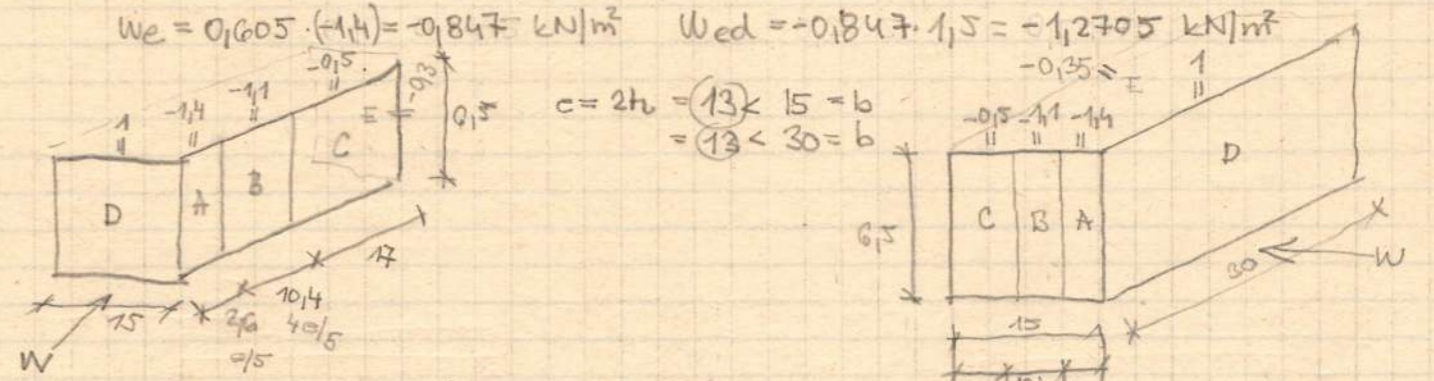 We = 0,605 · (-1,4) = -0,847 kN/m² Wed = -0,847 · 1,5 = -1,2705 kN/m²
e = 2h = 13 < 15 = b
= 13 < 30 = b
1
-1,4
-1,1
-0,5
E = -0,3
D
A
B
C
6,5
15
2,6
e/5
10,4
4e/5
17
W
-0,35 = E
1
-0,5 -1,1 -1,4
C B A
D
6,5
15
30
W